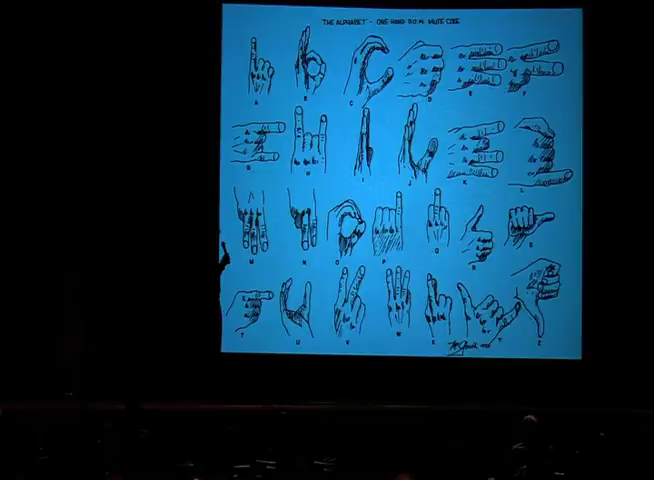 THE ALPHABET - ONE-HAND P.O.W. MUTE CODE
A B C D E F
G H I J K L
M N O P Q R S
T U V W X Y Z